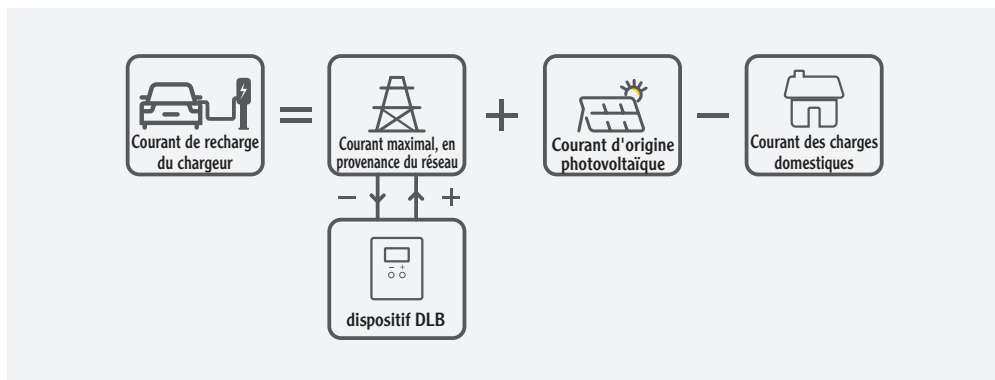 Courant de recharge
du chargeur
=
Courant maximal, en
provenance du réseau
+
Courant d'origine
photovoltaïque
−
Courant des charges
domestiques
− +
− +
dispositif DLB